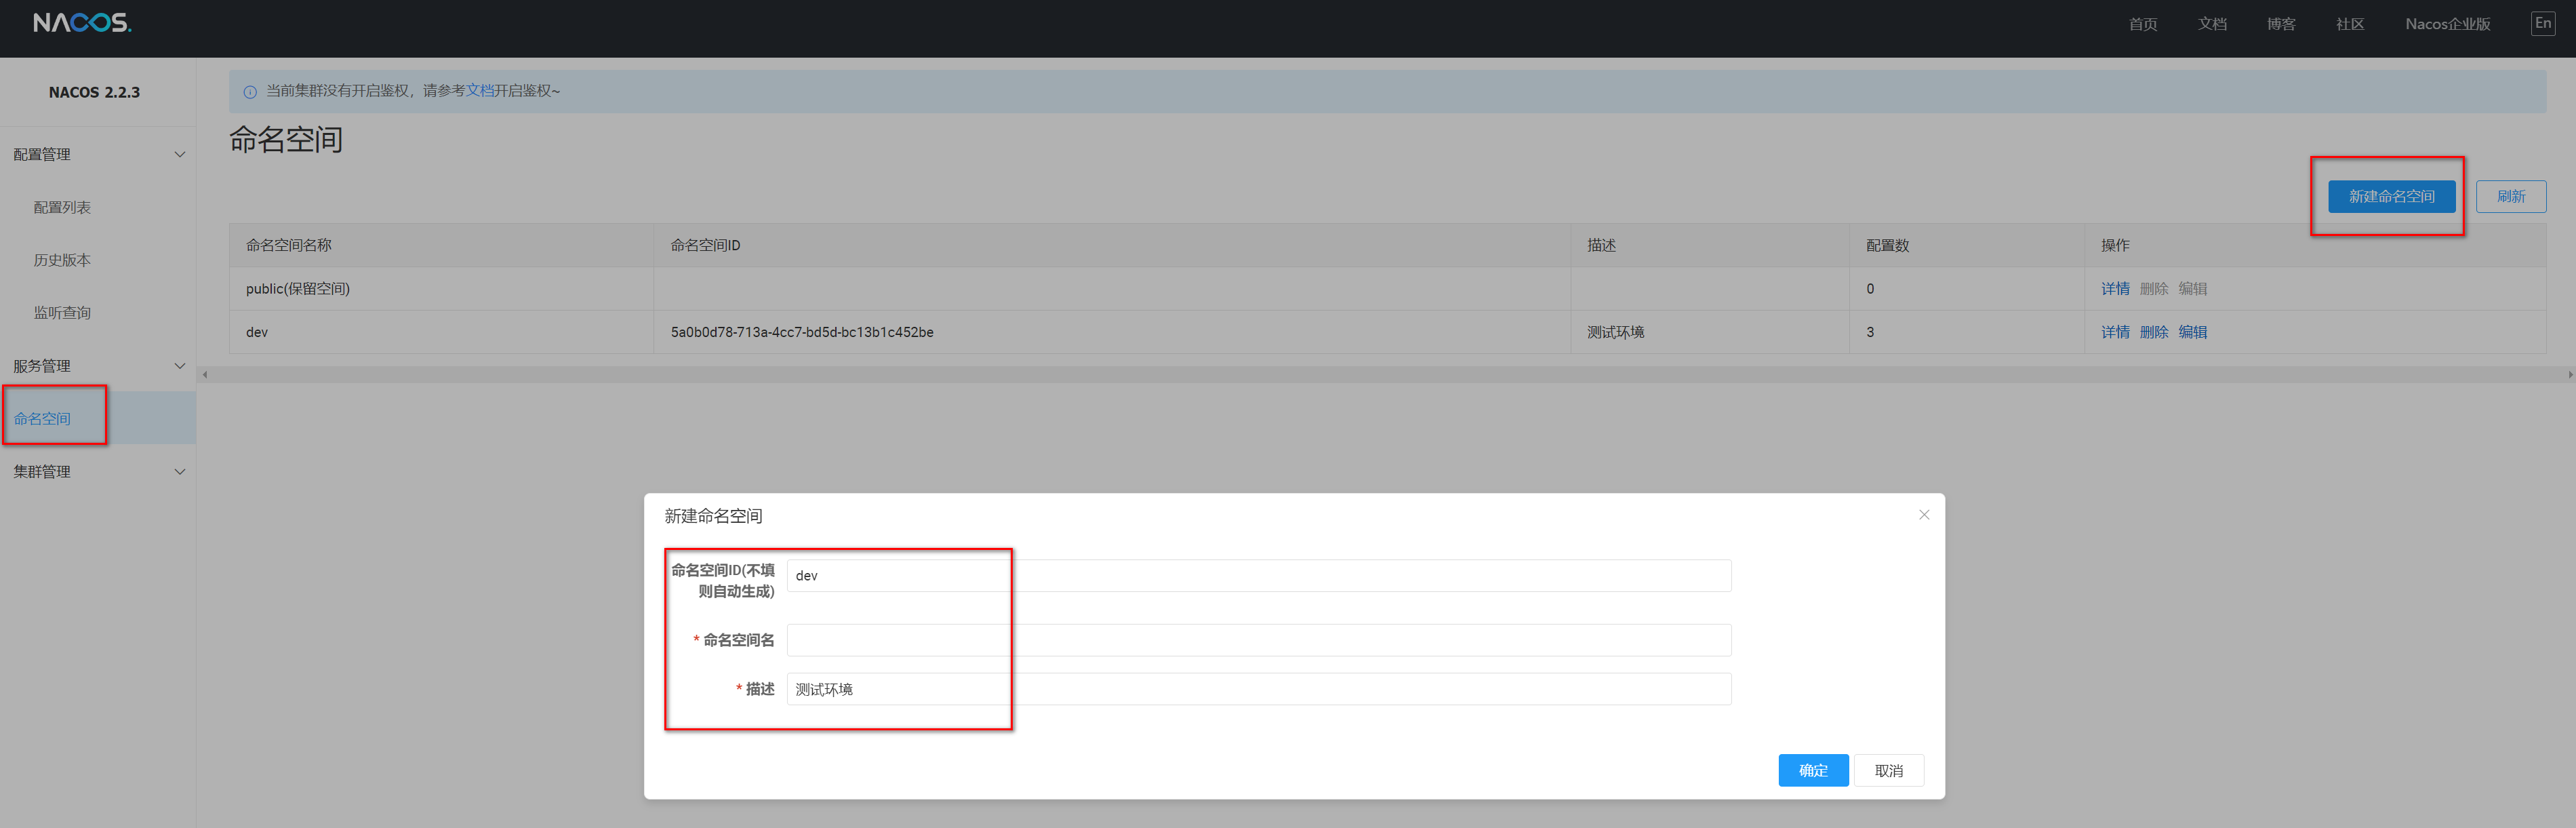 NACOS.
首页 文档 博客 社区 Nacos企业版 En
NACOS 2.2.3
当前集群没有开启鉴权，请参考文档开启鉴权~
命名空间
配置管理
配置列表
历史版本
监听查询
服务管理
命名空间
集群管理
新建命名空间 刷新
命名空间名称 命名空间ID 描述 配置数 操作
public(保留空间) 0 详情 删除 编辑
dev 5a0b0d78-713a-4cc7-bd5d-bc13b1c452be 测试环境 3 详情 删除 编辑
新建命名空间
命名空间ID(不填
则自动生成)
dev
* 命名空间名
* 描述 测试环境
确定 取消